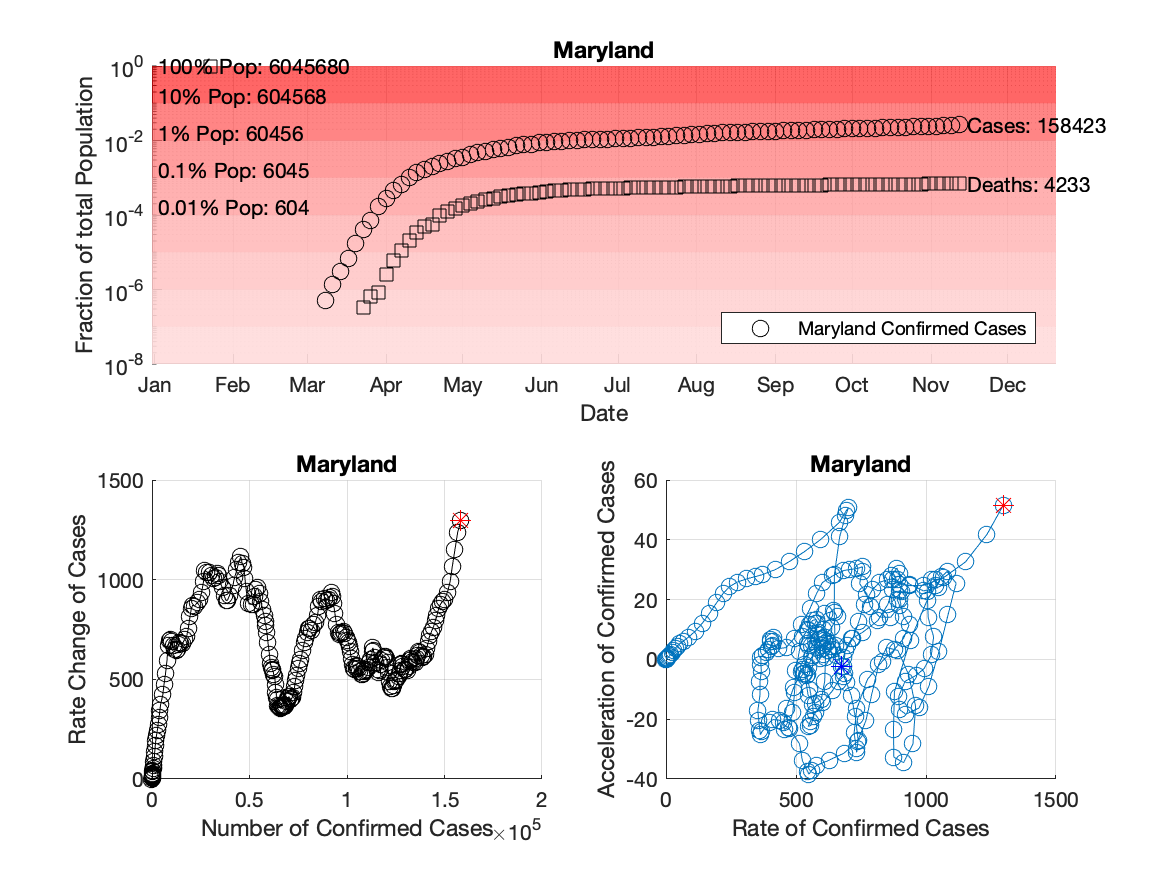 Maryland
10^0
10^-2
10^-4
10^-6
10^-8
Fraction of total Population
100% Pop: 6045680
10% Pop: 604568
1% Pop: 60456
0.1% Pop: 6045
0.01% Pop: 604
Cases: 158423
Deaths: 4233
Maryland Confirmed Cases
Jan Feb Mar Apr May Jun Jul Aug Sep Oct Nov Dec
Date
Maryland
1500
1000
500
0
Rate Change of Cases
0 0.5 1 1.5 2
Number of Confirmed Cases ×10^5
Maryland
60
40
20
0
-20
-40
Acceleration of Confirmed Cases
0 500 1000 1500
Rate of Confirmed Cases